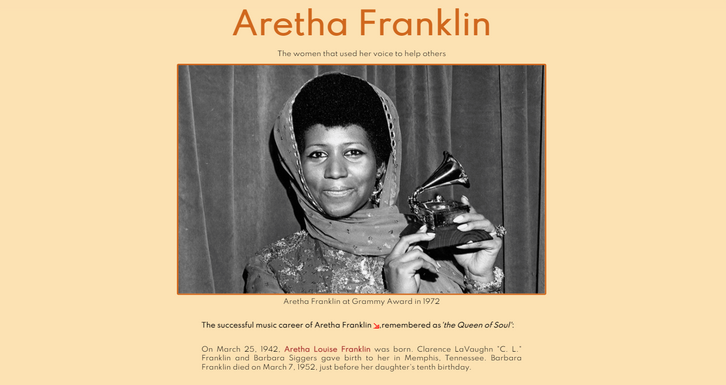 Aretha Franklin
The women that used her voice to help others
Aretha Franklin at Grammy Award in 1972
The successful music career of Aretha Franklin remembered as 'the Queen of Soul':
On March 25, 1942, Aretha Louise Franklin was born. Clarence LaVaughn "C. L."
Franklin and Barbara Siggers gave birth to her in Memphis, Tennessee. Barbara
Franklin died on March 7, 1952, just before her daughter's tenth birthday.